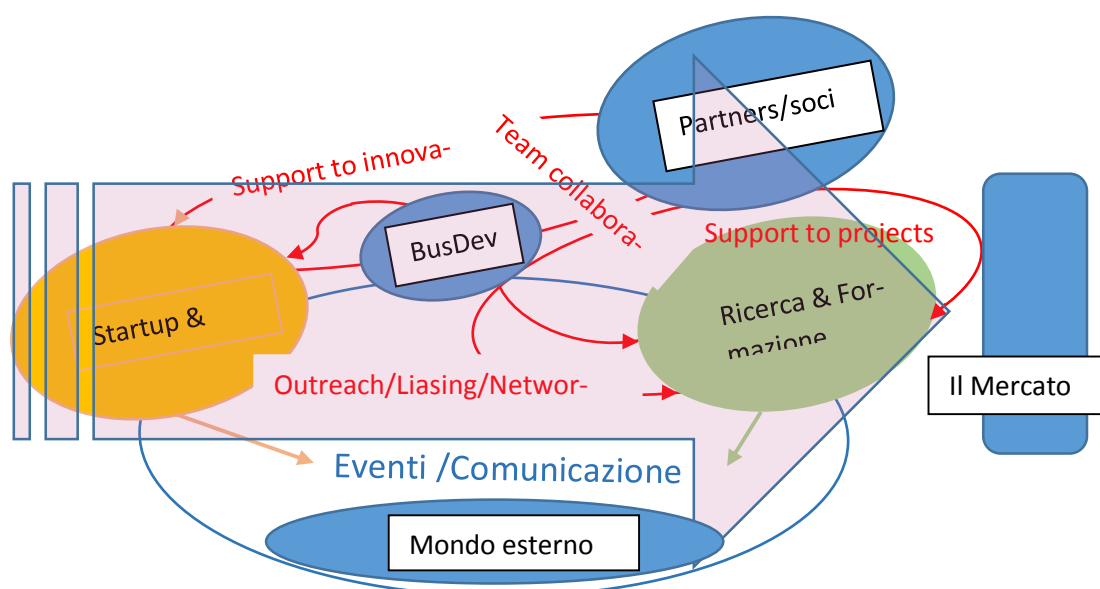 Partners/soci
Team collabora-
Support to innova-
BusDev
Support to projects
Startup &
Ricerca & For-
mazione
Outreach/Liasing/Networ-
Il Mercato
Eventi /Comunicazione
Mondo esterno